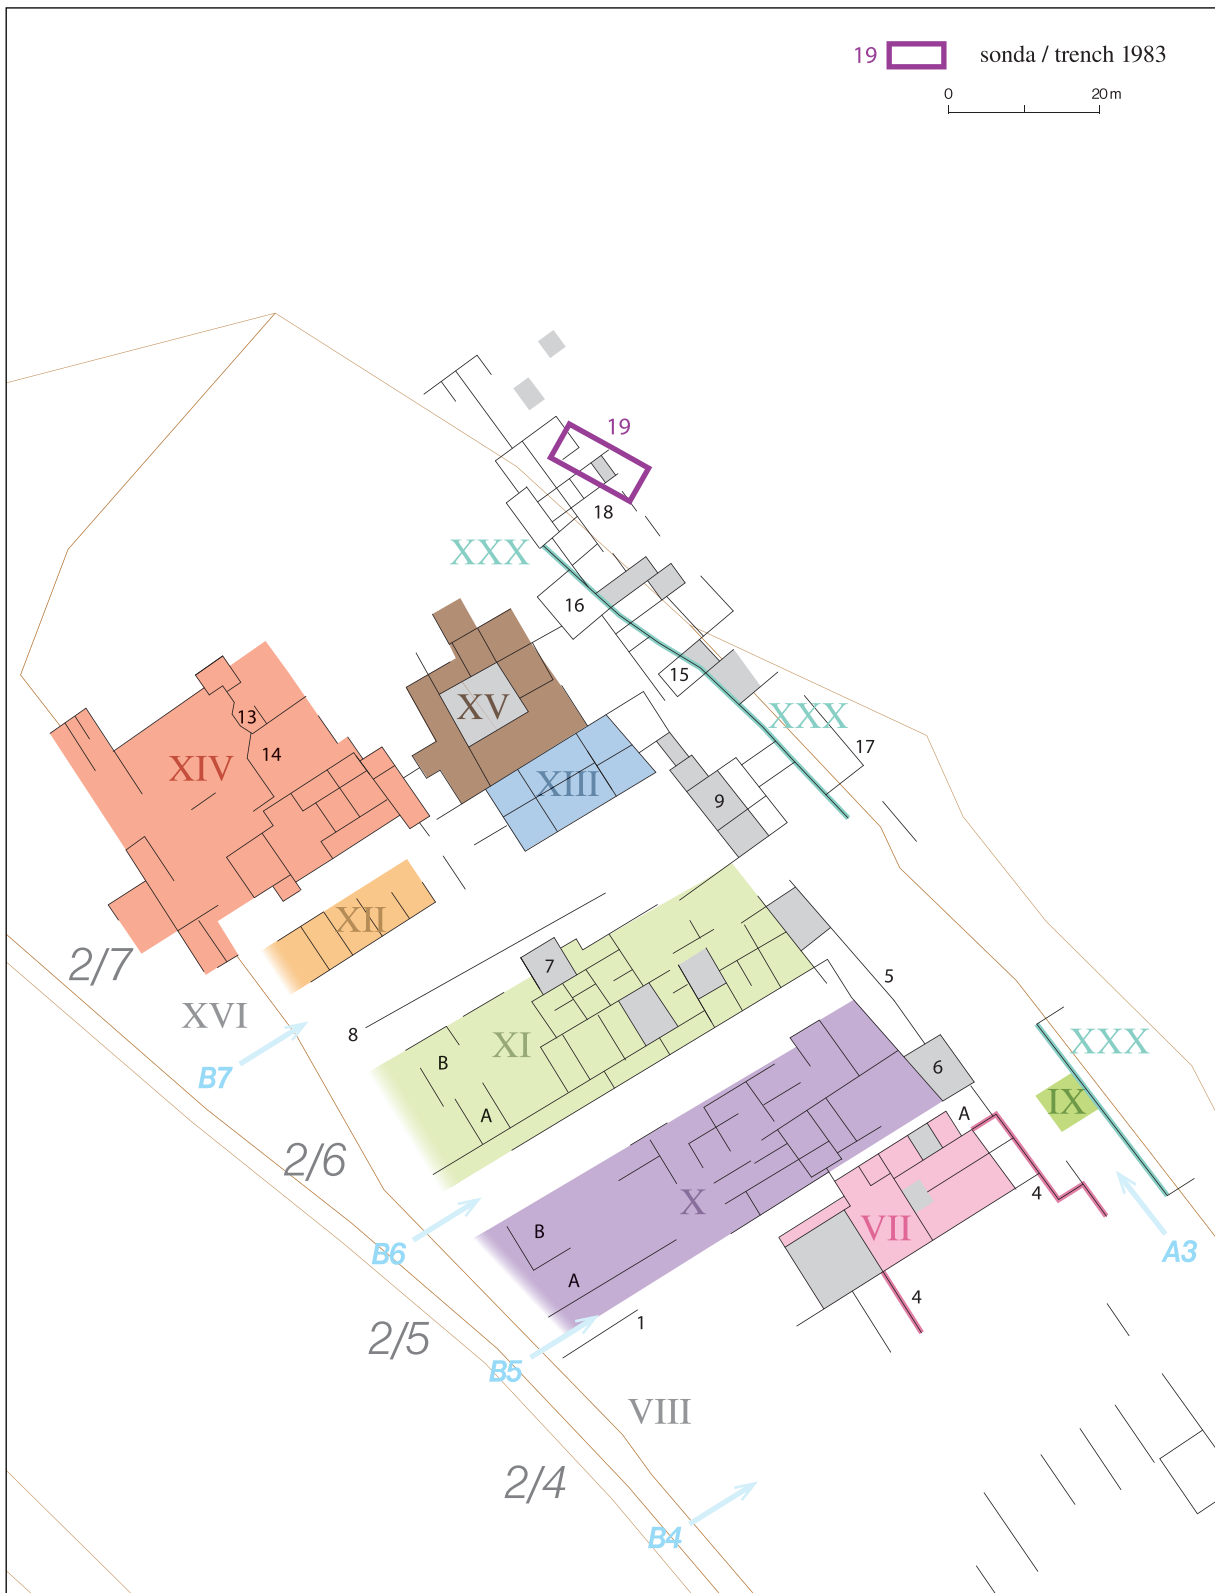 19 sonda / trench 1983
0 20 m
19
18
XXX
16
15
XXX
17
XV
13
14
XIV
XIII
9
XII
2/7
7
5
XVI
8
XI
B
XXX
B7
6
IX
A
A
2/6
4
X
B
VII
B6
A3
A
4
1
2/5
B5
VIII
2/4
B4